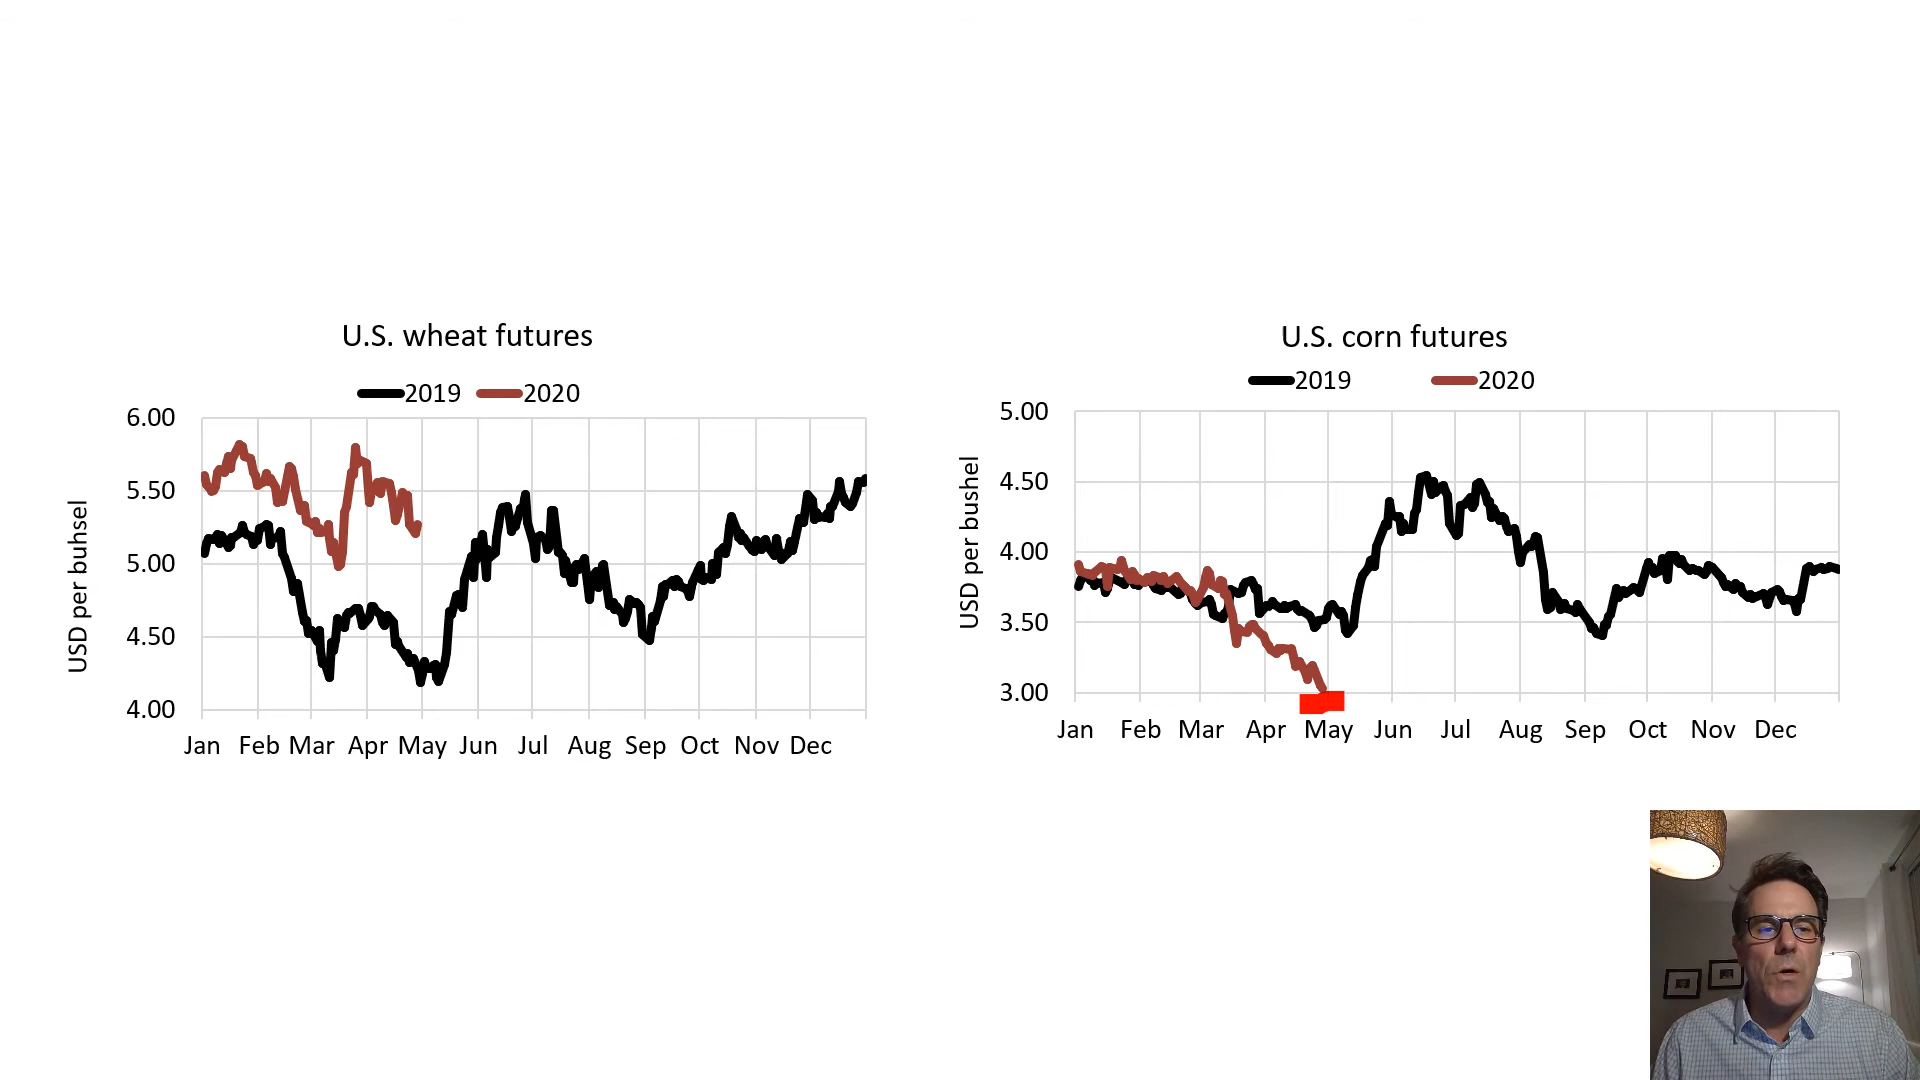 U.S. wheat futures
2019 2020
USD per buhsel
6.00
5.50
5.00
4.50
4.00
Jan Feb Mar Apr May Jun Jul Aug Sep Oct Nov Dec
U.S. corn futures
2019 2020
USD per bushel
5.00
4.50
4.00
3.50
3.00
Jan Feb Mar Apr May Jun Jul Aug Sep Oct Nov Dec